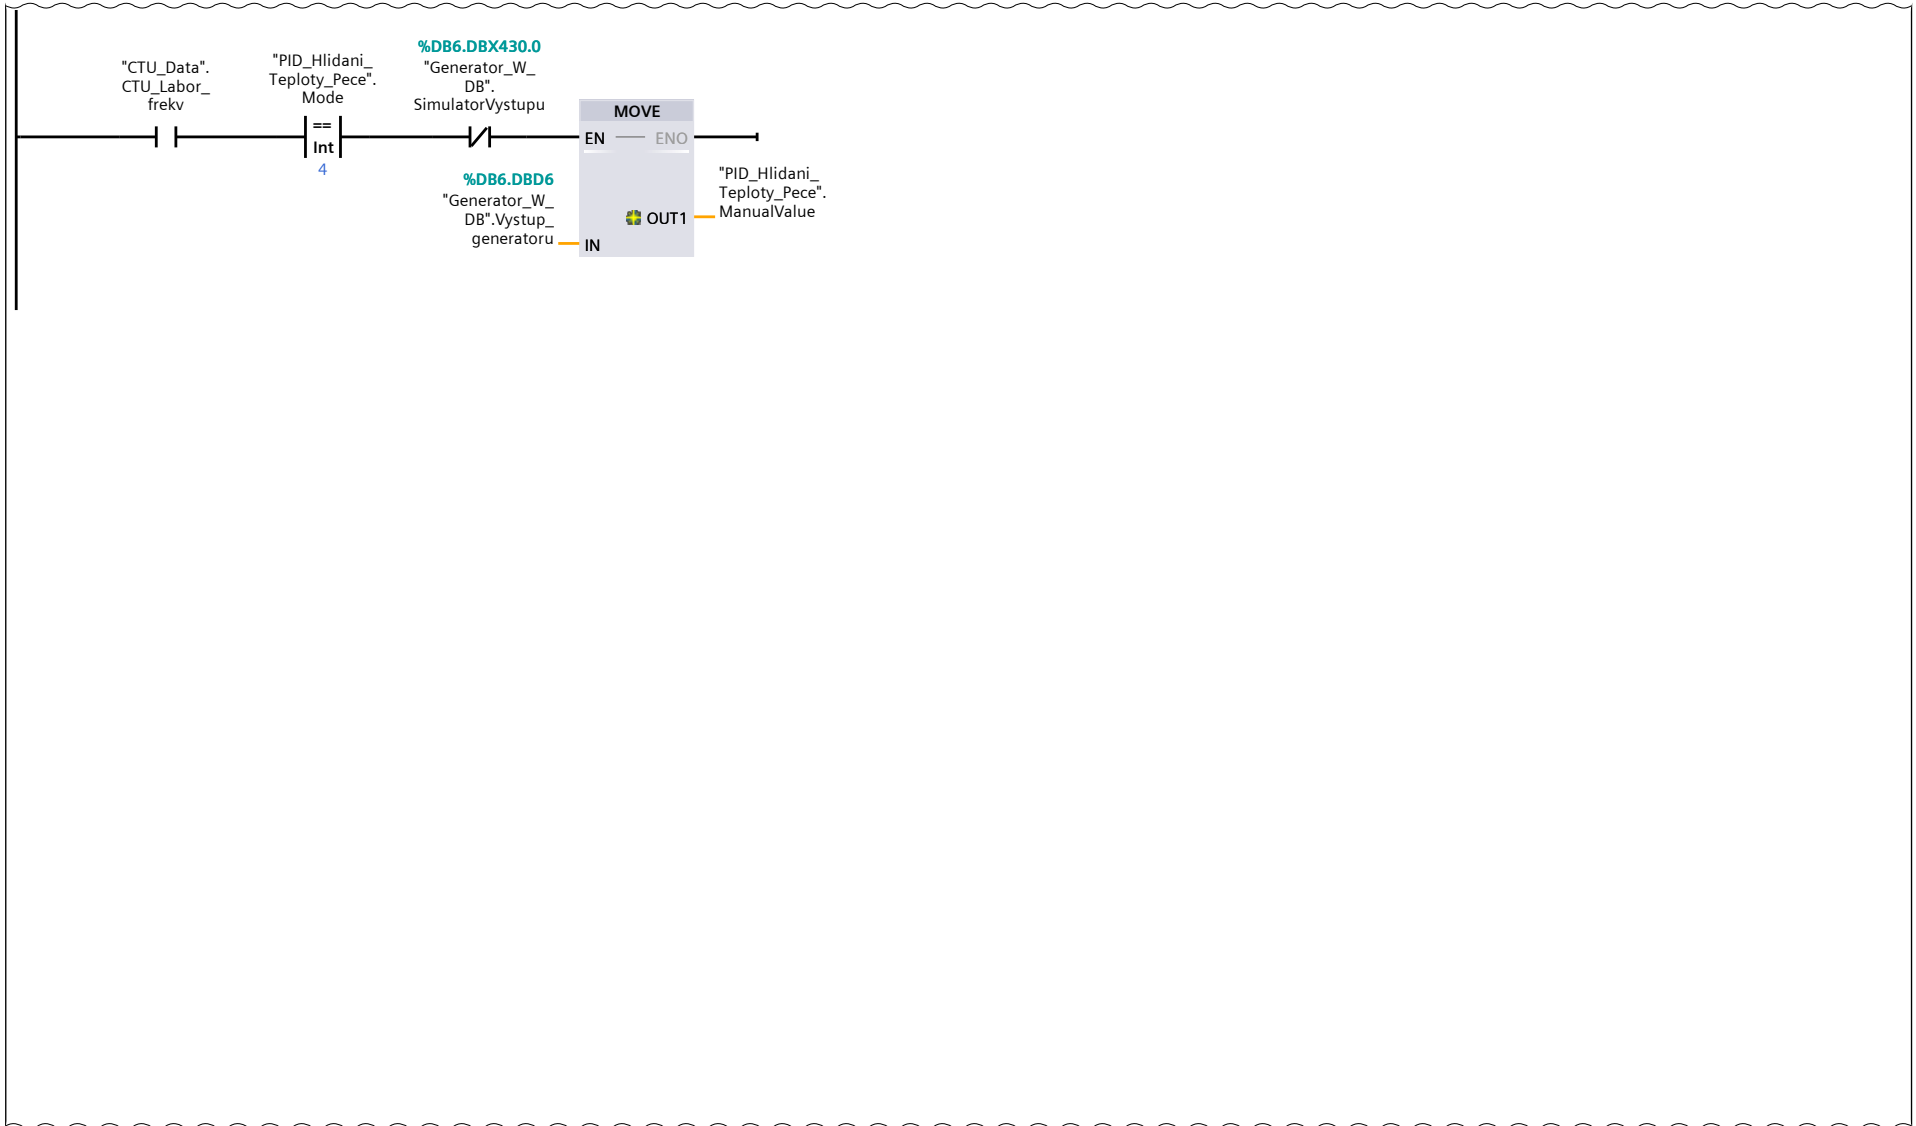 "CTU_Data".
CTU_Labor_
frekv
"PID_Hlidani_
Teploty_Pece".
Mode
==
Int
4
%DB6.DBX430.0
"Generator_W_
DB".
SimulatorVystupu
MOVE
EN
ENO
%DB6.DBD6
"Generator_W_
DB".Vystup_
generatoru
IN
OUT1
"PID_Hlidani_
Teploty_Pece".
ManualValue